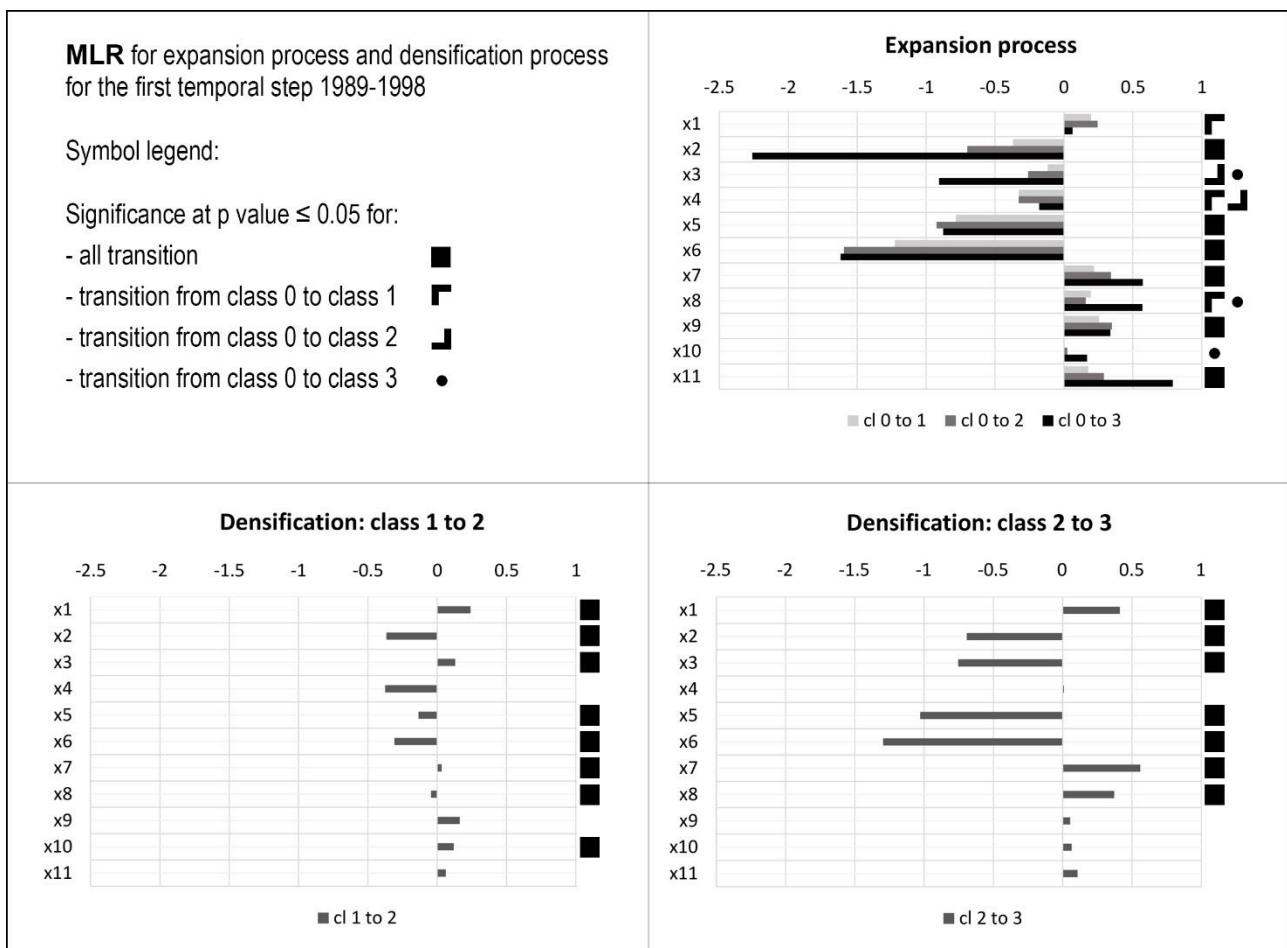 MLR for expansion process and densification process
for the first temporal step 1989-1998
Symbol legend:
Significance at p value ≤ 0.05 for:
- all transition
- transition from class 0 to class 1
- transition from class 0 to class 2
- transition from class 0 to class 3
Expansion process
-2.5 -2 -1.5 -1 -0.5 0 0.5 1
x1
x2
x3
x4
x5
x6
x7
x8
x9
x10
x11
cl 0 to 1 cl 0 to 2 cl 0 to 3
Densification: class 1 to 2
-2.5 -2 -1.5 -1 -0.5 0 0.5 1
x1
x2
x3
x4
x5
x6
x7
x8
x9
x10
x11
cl 1 to 2
Densification: class 2 to 3
-2.5 -2 -1.5 -1 -0.5 0 0.5 1
x1
x2
x3
x4
x5
x6
x7
x8
x9
x10
x11
cl 2 to 3